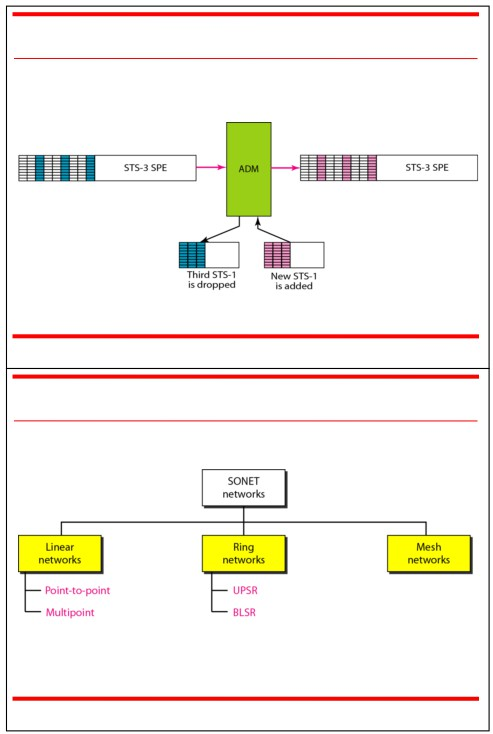 STS-3 SPE
ADM
STS-3 SPE
Third STS-1
is dropped
New STS-1
is added
SONET
networks
Linear
networks
Ring
networks
Mesh
networks
Point-to-point
Multipoint
UPSR
BLSR